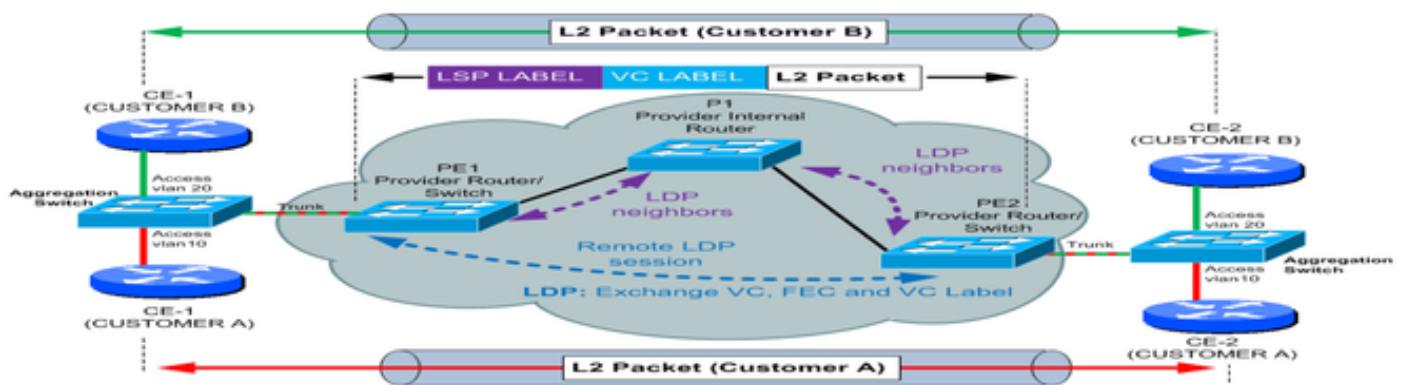 L2 Packet (Customer B)
LSP LABEL VC LABEL L2 Packet
CE-1
(CUSTOMER B)
P1
Provider Internal
Router
CE-2
(CUSTOMER B)
PE1
Provider Router/
Switch
LDP
neighbors
Access
vlan 20
Aggregation
Switch
Trunk
LDP
neighbors
PE2
Provider Router/
Switch
Access
vlan 20
Access
vlan10
Remote LDP
session
Trunk
Aggregation
Switch
Access
vlan10
LDP: Exchange VC, FEC and VC Label
CE-1
(CUSTOMER A)
CE-2
(CUSTOMER A)
L2 Packet (Customer A)